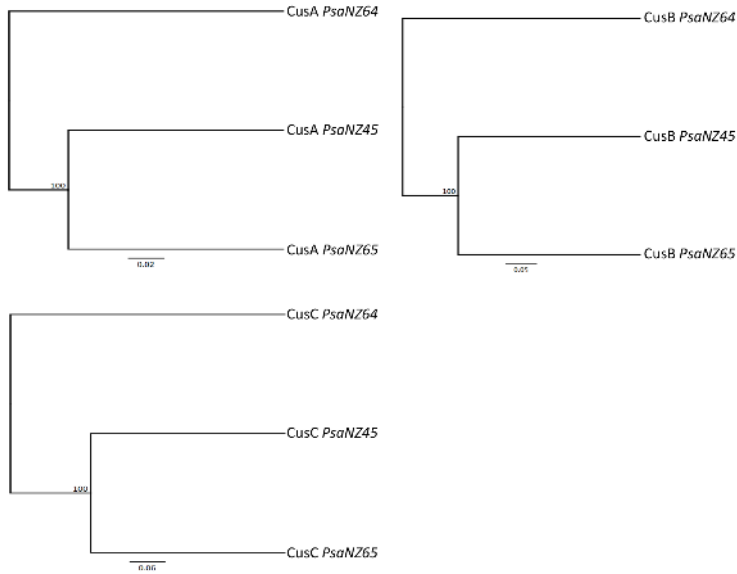 CusA PsaNZ64
CusA PsaNZ45
100
CusA PsaNZ65
0.02
CusB PsaNZ64
CusB PsaNZ45
100
CusB PsaNZ65
0.05
CusC PsaNZ64
CusC PsaNZ45
100
CusC PsaNZ65
0.06